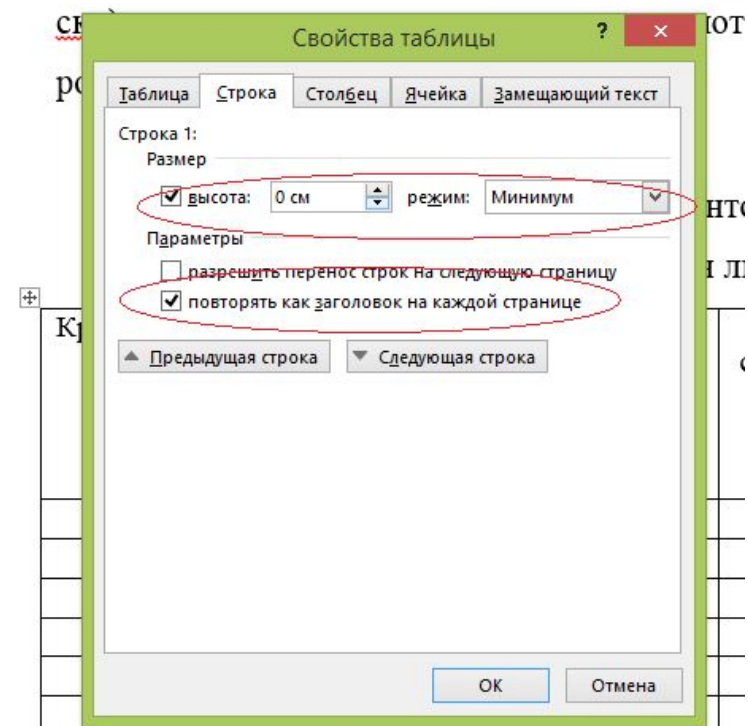 Свойства таблицы ? ×
Таблица Строка Столбец Ячейка Замещающий текст
Строка 1:
Размер
высота: 0 см режим: Минимум
Параметры
разрешить перенос строк на следующую страницу
повторять как заголовок на каждой странице
Предыдущая строка Следующая строка
ОК Отмена